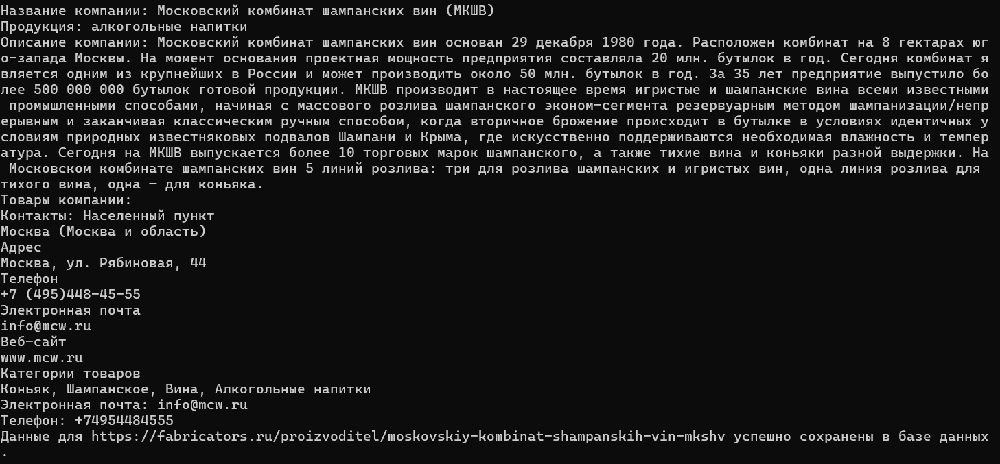 Название компании: Московский комбинат шампанских вин (МКШВ)
Продукция: алкогольные напитки
Описание компании: Московский комбинат шампанских вин основан 29 декабря 1980 года. Расположен комбинат на 8 гектарах юг
о-запада Москвы. На момент основания проектная мощность предприятия составляла 20 млн. бутылок в год. Сегодня комбинат я
вляется одним из крупнейших в России и может производить около 50 млн. бутылок в год. За 35 лет предприятие выпустило бо
лее 500 000 000 бутылок готовой продукции. МКШВ производит в настоящее время игристые и шампанские вина всеми известными
 промышленными способами, начиная с массового розлива шампанского эконом-сегмента резервуарным методом шампанизации/непр
ерывным и заканчивая классическим ручным способом, когда вторичное брожение происходит в бутылке в условиях идентичных у
словиям природных известняковых подвалов Шампани и Крыма, где искусственно поддерживаются необходимая влажность и темпер
атура. Сегодня на МКШВ выпускается более 10 торговых марок шампанского, а также тихие вина и коньяки разной выдержки. На
 Московском комбинате шампанских вин 5 линий розлива: три для розлива шампанских и игристых вин, одна линия розлива для
тихого вина, одна – для коньяка.
Товары компании:
Контакты: Населенный пункт
Москва (Москва и область)
Адрес
Москва, ул. Рябиновая, 44
Телефон
+7 (495)448-45-55
Электронная почта
info@mcw.ru
Веб-сайт
www.mcw.ru
Категории товаров
Коньяк, Шампанское, Вина, Алкогольные напитки
Электронная почта: info@mcw.ru
Телефон: +74954484555
Данные для https://fabricators.ru/proizvoditel/moskovskiy-kombinat-shampanskih-vin-mkshv успешно сохранены в базе данных
.